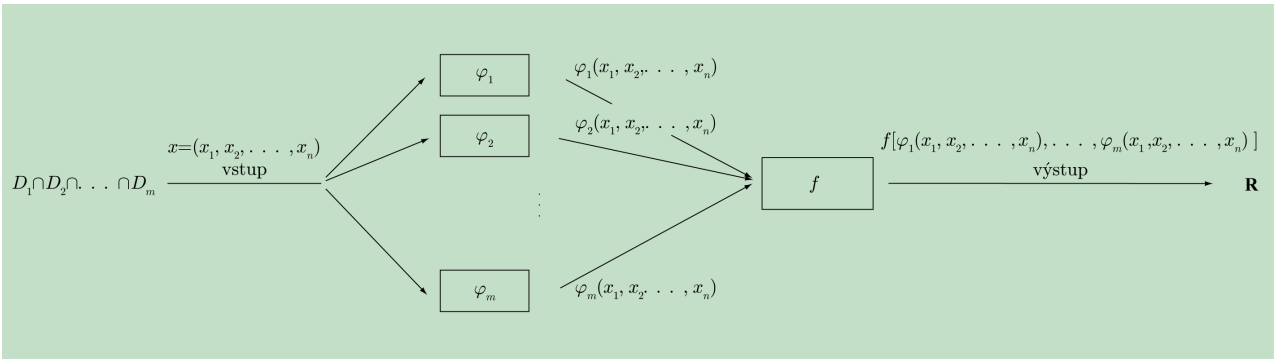 D₁∩D₂∩. . . ∩Dₘ
x=(x₁, x₂, . . . , xₙ)
vstup
φ₁
φ₂
⋮
φₘ
φ₁(x₁, x₂,. . . , xₙ)
φ₂(x₁, x₂,. . . , xₙ)
φₘ(x₁, x₂. . . , xₙ)
f
f[φ₁(x₁, x₂, . . . , xₙ), . . . , φₘ(x₁,x₂, . . . , xₙ) ]
výstup
R